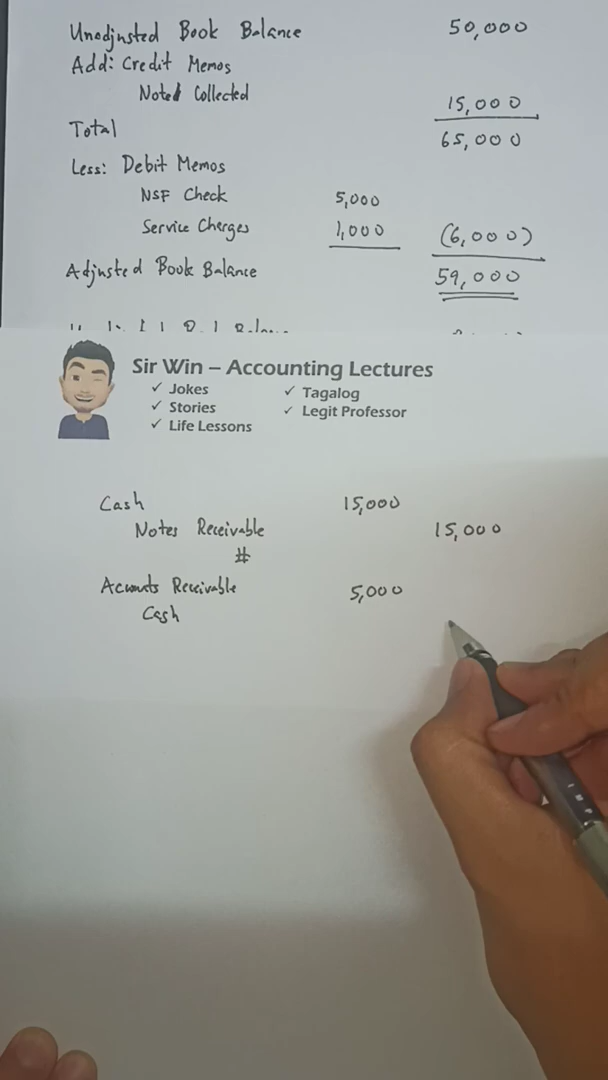 Unadjusted Book Balance 50,000
Add: Credit Memos
Noted Collected 15,000
Total 65,000
Less: Debit Memos
NSF Check 5,000
Service Charges 1,000 (6,000)
Adjusted Book Balance 59,000
Sir Win – Accounting Lectures
✓ Jokes ✓ Tagalog
✓ Stories ✓ Legit Professor
✓ Life Lessons
Cash 15,000
Notes Receivable 15,000
#
Accounts Receivable 5,000
Cash